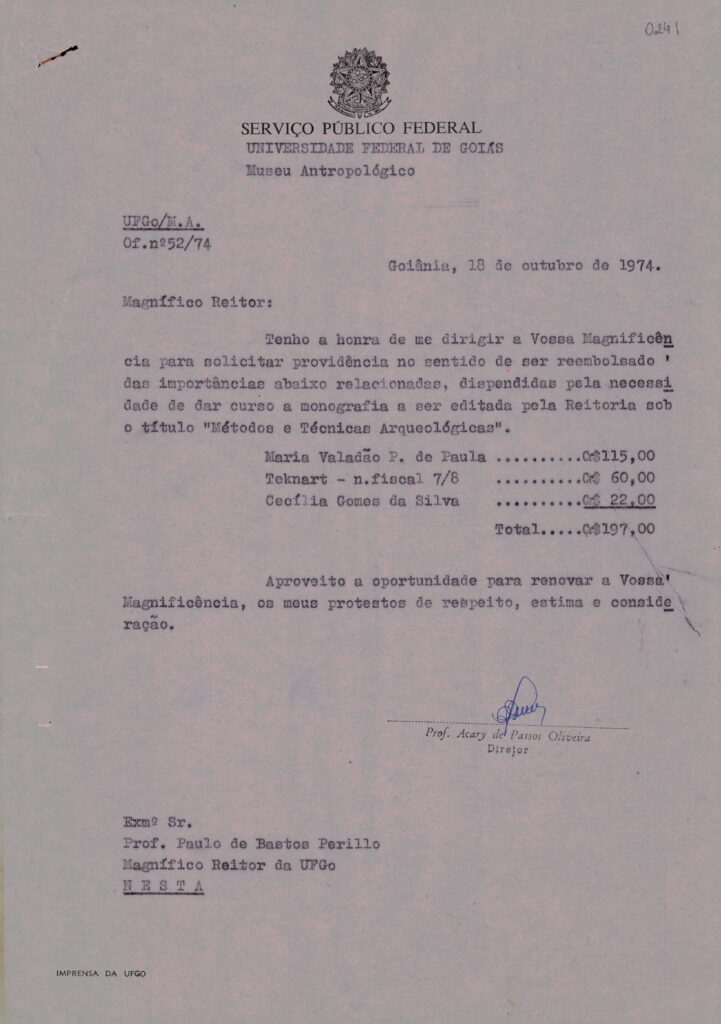 0241
SERVIÇO PÚBLICO FEDERAL
UNIVERSIDADE FEDERAL DE GOIÁS
Museu Antropológico
UFGo/M.A.
Of.nº52/74
Goiânia, 18 de outubro de 1974.
Magnífico Reitor:
Tenho a honra de me dirigir a Vossa Magnificên
cia para solicitar providência no sentido de ser reembolsado '
das importâncias abaixo relacionadas, dispendidas pela necessi
dade de dar curso a monografia a ser editada pela Reitoria sob
o título "Métodos e Técnicas Arqueológicas".
Maria Valadão P. de Paula ..........Cr$115,00
Teknart - n.fiscal 7/8 ..........Cr$ 60,00
Cecília Gomes da Silva ..........Cr$ 22,00
Total.....Cr$197,00
Aproveito a oportunidade para renovar a Vossa'
Magnificência, os meus protestos de respeito, estima e conside
ração.
Prof. Acary de Passos Oliveira
Diretor
Exmº Sr.
Prof. Paulo de Bastos Perillo
Magnífico Reitor da UFGo
N E S T A
IMPRENSA DA UFGO